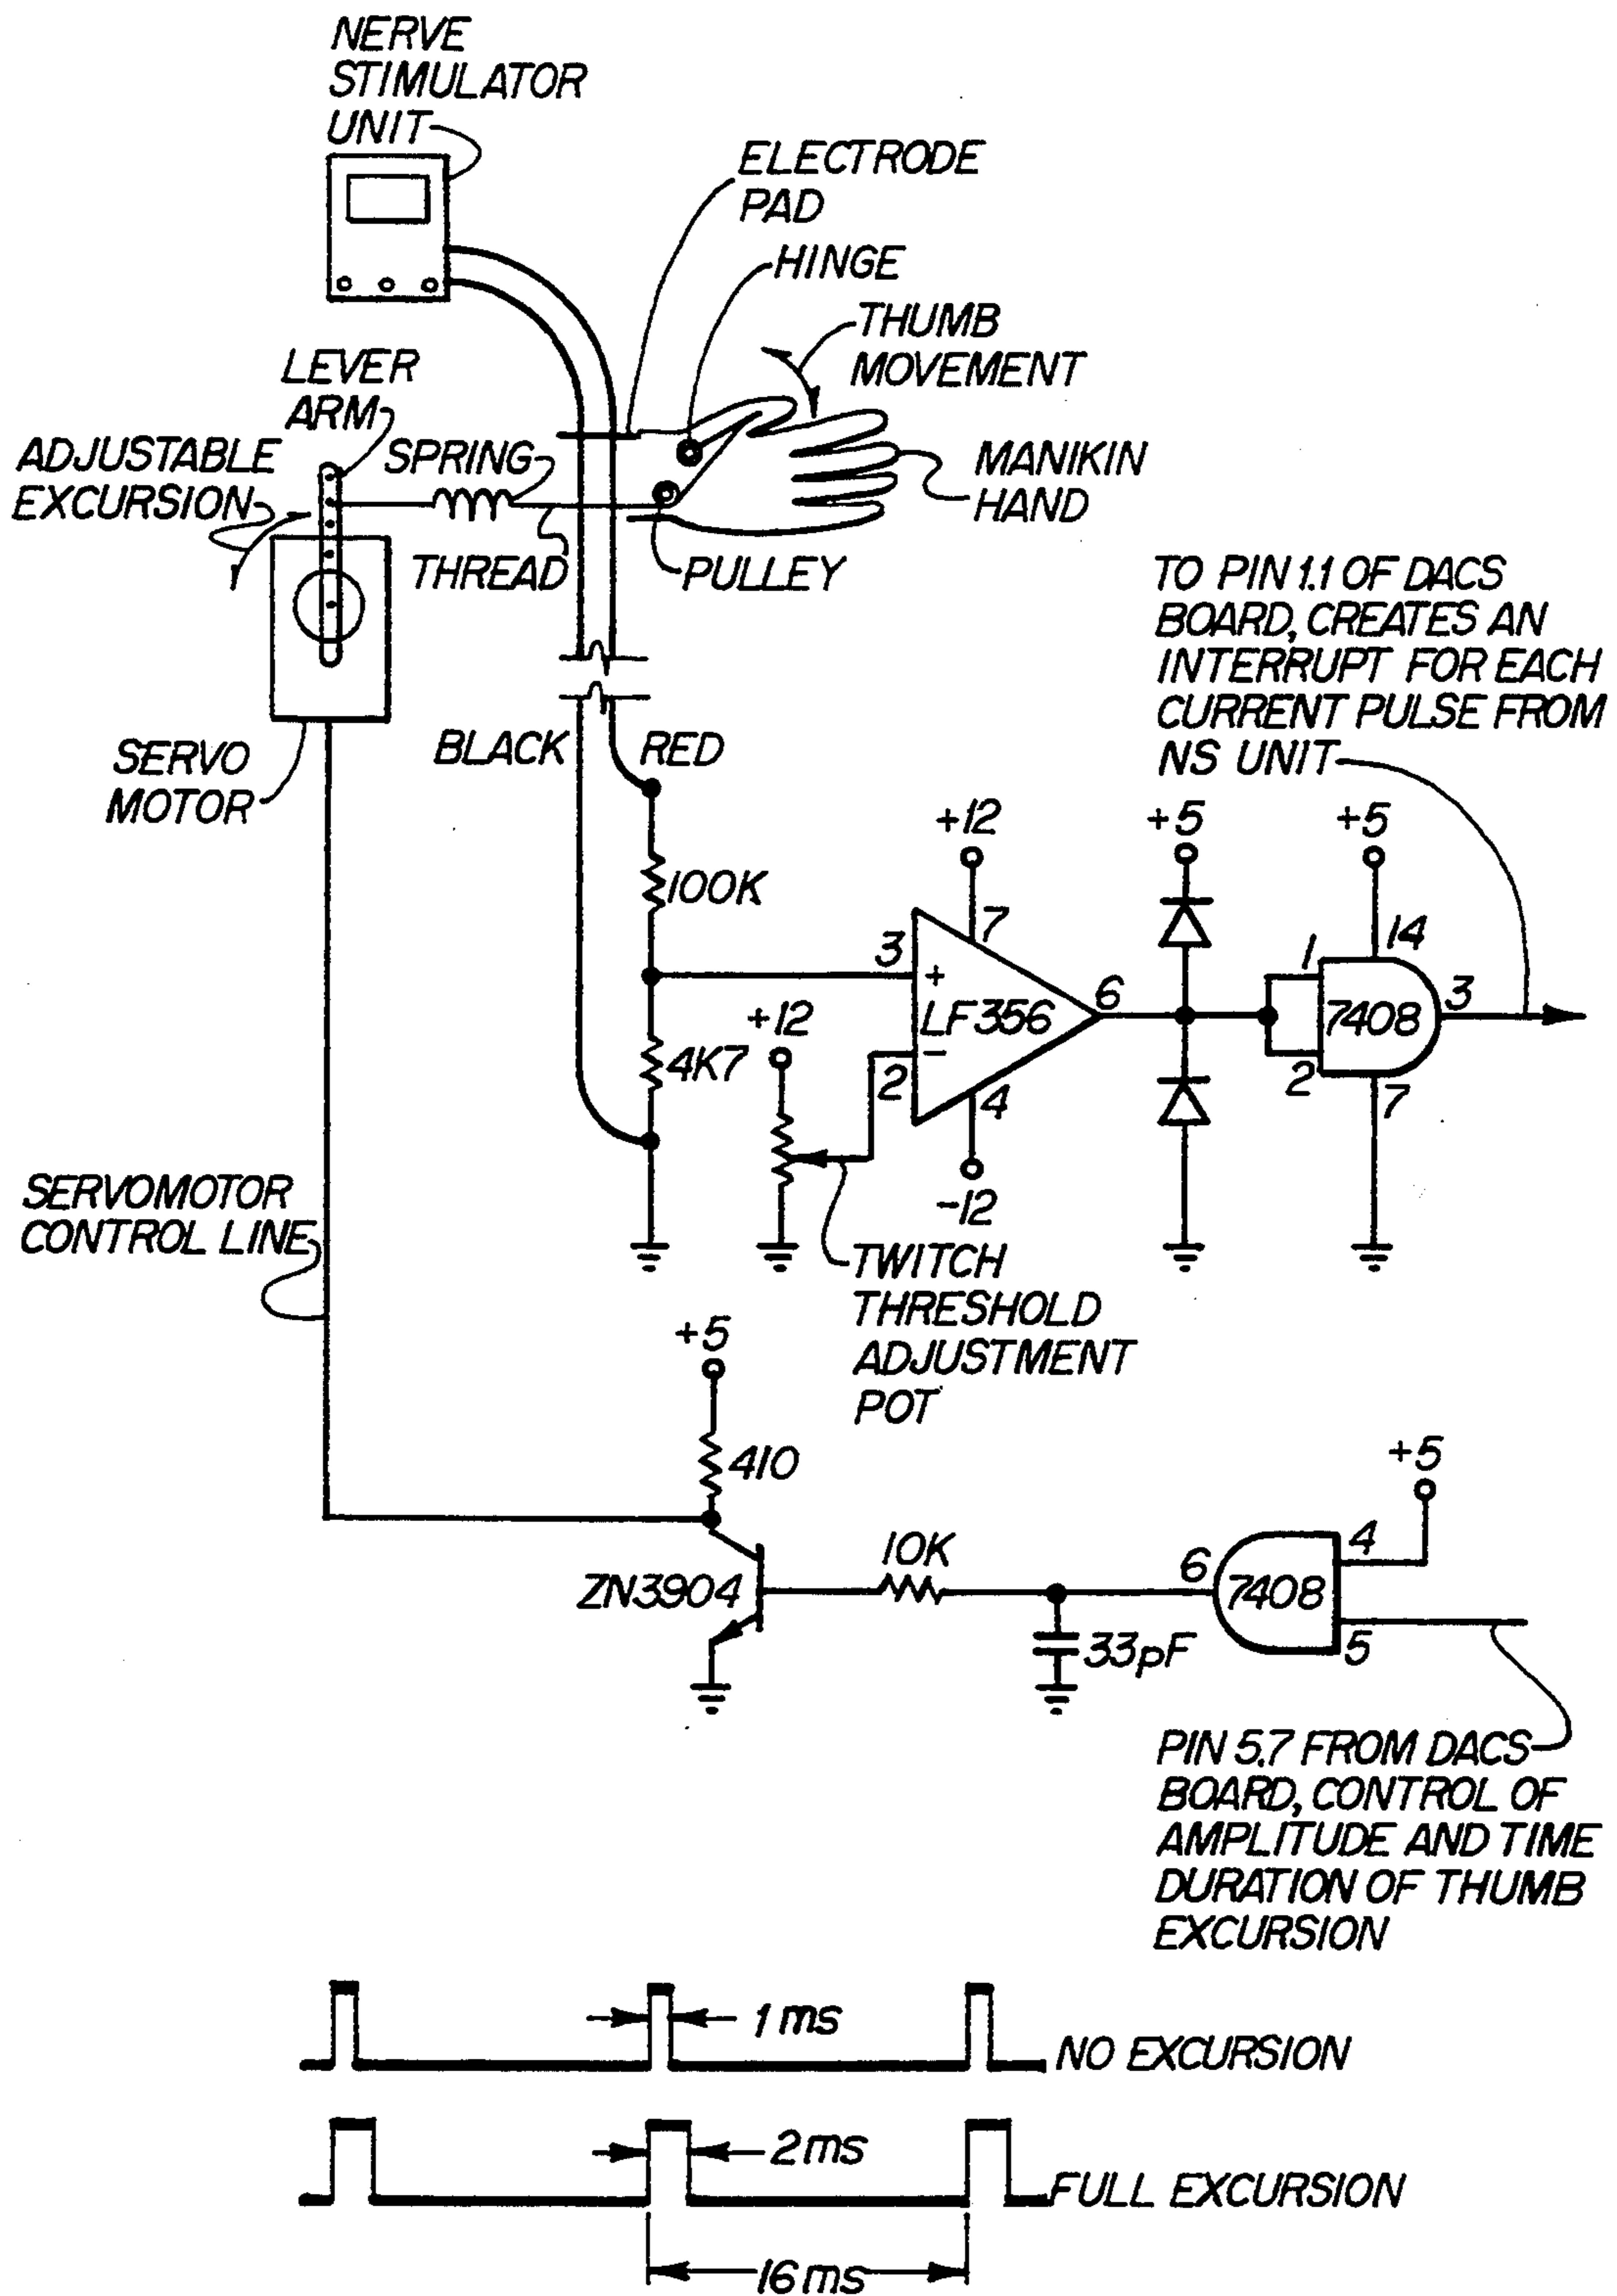 NERVE
STIMULATOR
UNIT
ELECTRODE
PAD
HINGE
THUMB
MOVEMENT
LEVER
ARM
ADJUSTABLE
EXCURSION
SPRING
MANIKIN
HAND
THREAD
PULLEY
TO PIN 1.1 OF DACS
BOARD, CREATES AN
INTERRUPT FOR EACH
CURRENT PULSE FROM
NS UNIT
SERVO
MOTOR
BLACK
RED
+12
+5
+5
100K
3
+
7
LF356
6
1
14
7408
3
+12
4K7
2
−
4
2
7
-12
SERVOMOTOR
CONTROL LINE
TWITCH
THRESHOLD
ADJUSTMENT
POT
+5
410
+5
ZN3904
10K
6
7408
4
5
33pF
PIN 5.7 FROM DACS
BOARD, CONTROL OF
AMPLITUDE AND TIME
DURATION OF THUMB
EXCURSION
1 ms
NO EXCURSION
2 ms
FULL EXCURSION
16 ms